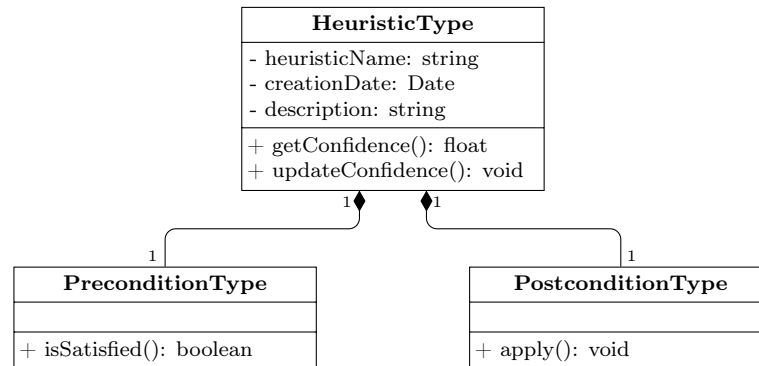 HeuristicType
- heuristicName: string
- creationDate: Date
- description: string
+ getConfidence(): float
+ updateConfidence(): void
1 1
1 1
PreconditionType PostconditionType
+ isSatisfied(): boolean + apply(): void